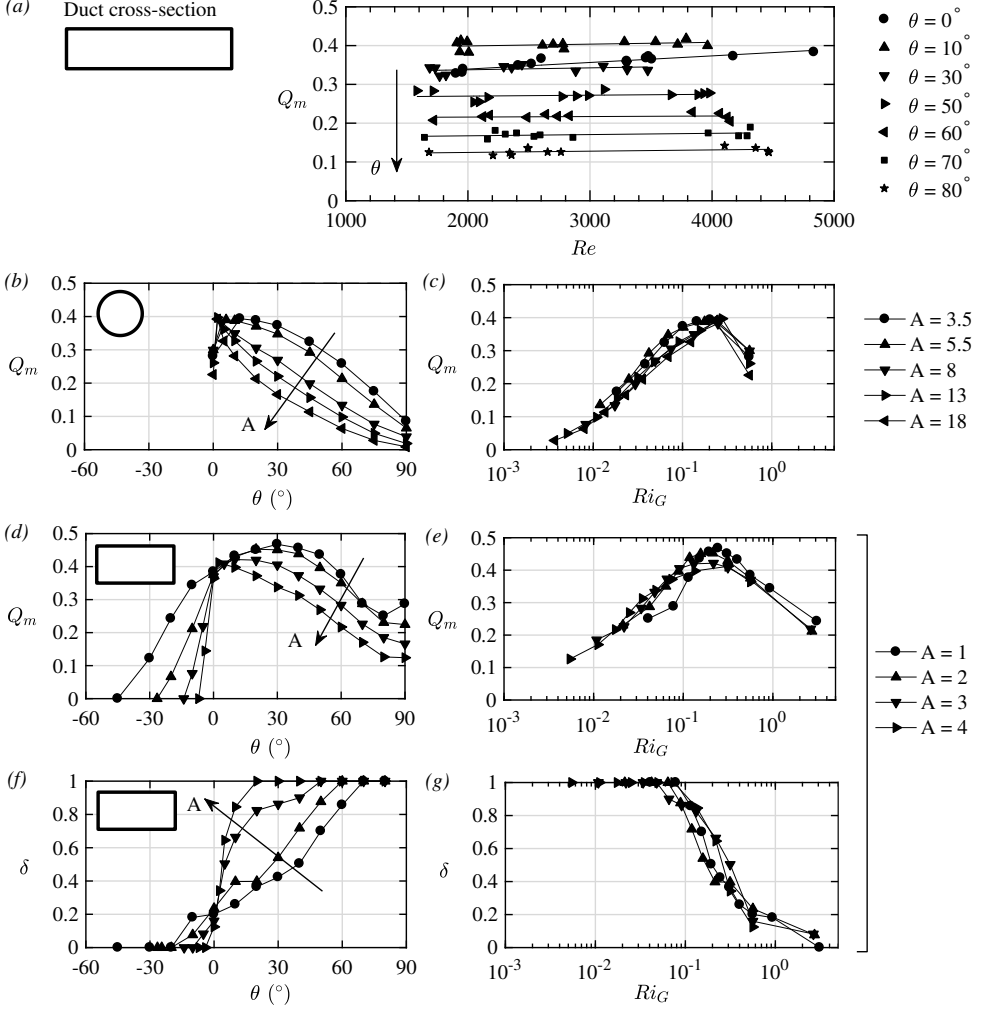 (a) Duct cross-section
0.5
0.4
0.3
0.2
0.1
0
Q_m
θ
1000 2000 3000 4000 5000
Re
θ = 0°
θ = 10°
θ = 30°
θ = 50°
θ = 60°
θ = 70°
θ = 80°
(b)
0.5
0.4
0.3
0.2
0.1
0
Q_m
A
-60 -30 0 30 60 90
θ (°)
(c)
0.5
0.4
0.3
0.2
0.1
0
Q_m
10^-3 10^-2 10^-1 10^0
Ri_G
A = 3.5
A = 5.5
A = 8
A = 13
A = 18
(d)
0.5
0.4
0.3
0.2
0.1
0
Q_m
A
-60 -30 0 30 60 90
θ (°)
(e)
0.5
0.4
0.3
0.2
0.1
0
Q_m
10^-3 10^-2 10^-1 10^0
Ri_G
A = 1
A = 2
A = 3
A = 4
(f)
1
0.8
0.6
0.4
0.2
0
δ
A
-60 -30 0 30 60 90
θ (°)
(g)
1
0.8
0.6
0.4
0.2
0
δ
10^-3 10^-2 10^-1 10^0
Ri_G